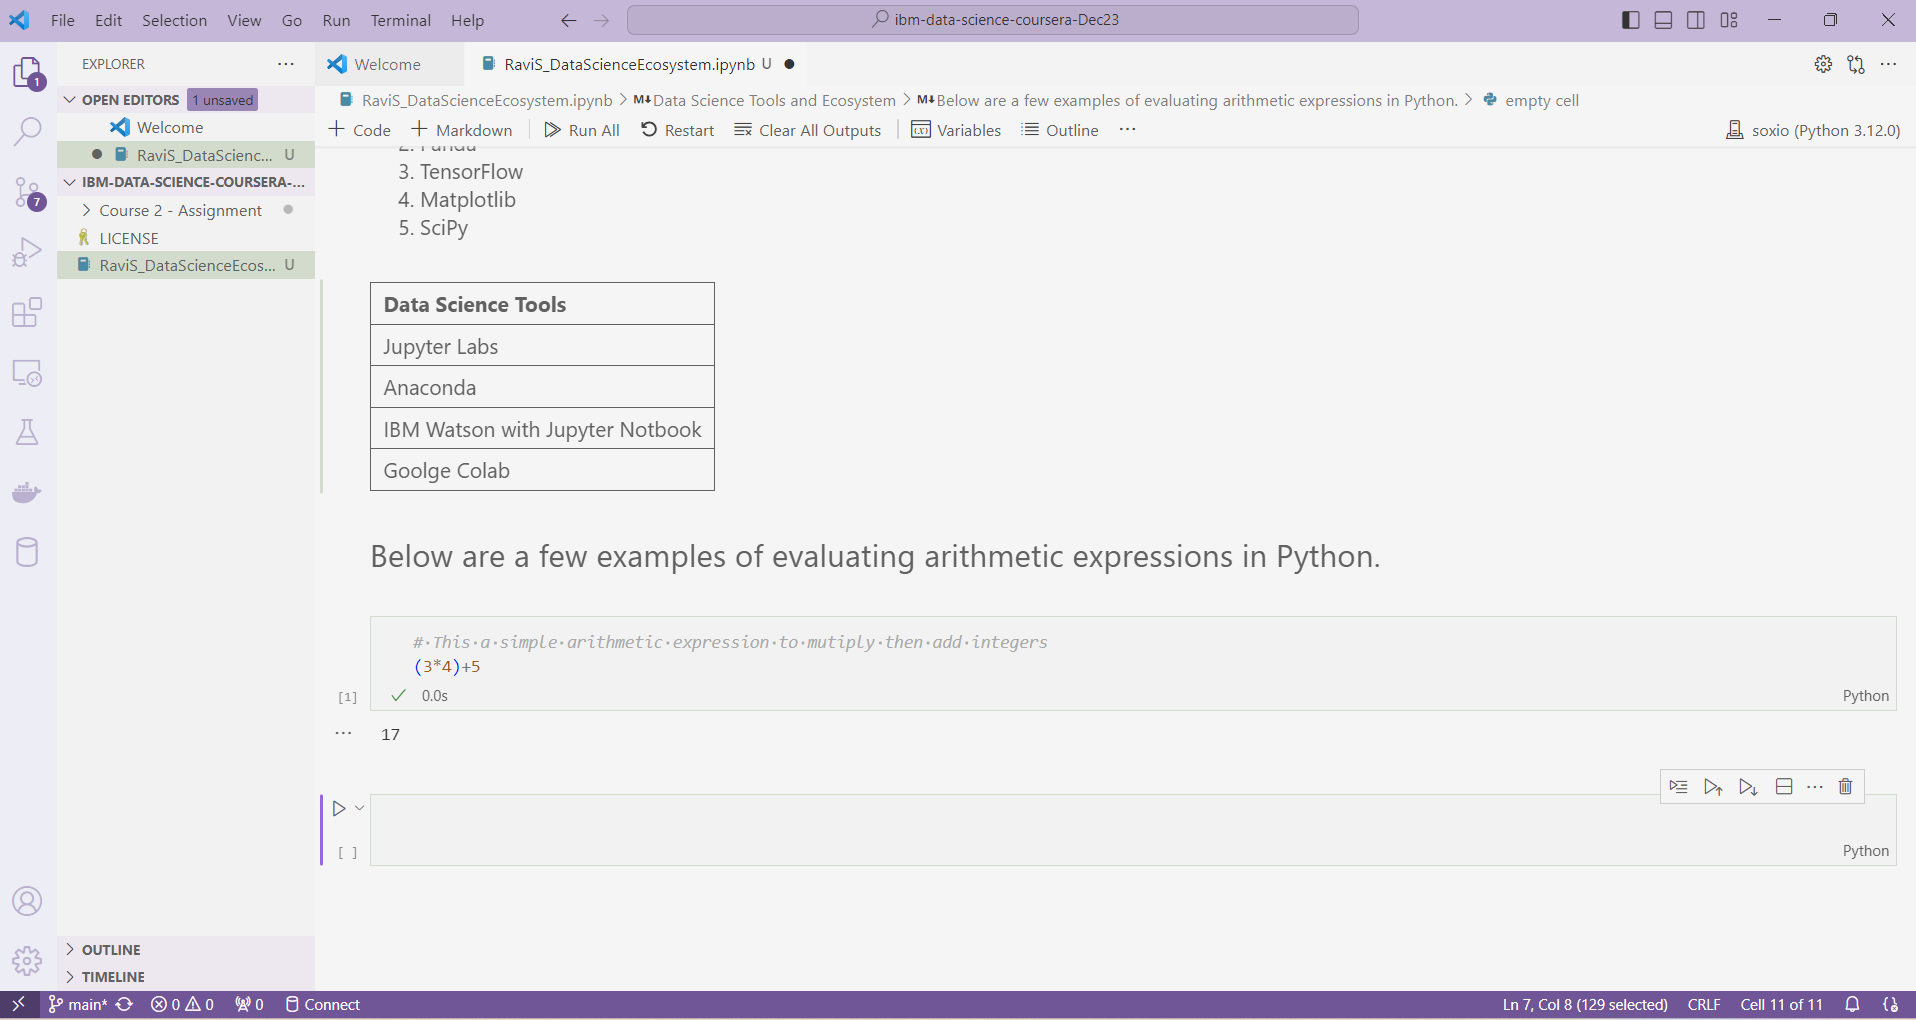 File Edit Selection View Go Run Terminal Help
ibm-data-science-coursera-Dec23
EXPLORER
Welcome
RaviS_DataScienceEcosystem.ipynb U
1
OPEN EDITORS 1 unsaved
RaviS_DataScienceEcosystem.ipynb > Data Science Tools and Ecosystem > Below are a few examples of evaluating arithmetic expressions in Python. > empty cell
Welcome
Code Markdown Run All Restart Clear All Outputs Variables Outline
soxio (Python 3.12.0)
RaviS_DataScienc... U
IBM-DATA-SCIENCE-COURSERA-...
7
Course 2 - Assignment
LICENSE
RaviS_DataScienceEcos... U
2. Panda
3. TensorFlow
4. Matplotlib
5. SciPy
Data Science Tools
Jupyter Labs
Anaconda
IBM Watson with Jupyter Notbook
Goolge Colab
Below are a few examples of evaluating arithmetic expressions in Python.
#·This·a·simple·arithmetic·expression·to·mutiply·then·add·integers
(3*4)+5
[1] 0.0s Python
17
[ ] Python
OUTLINE
TIMELINE
main* 0 0 0 Connect
Ln 7, Col 8 (129 selected) CRLF Cell 11 of 11